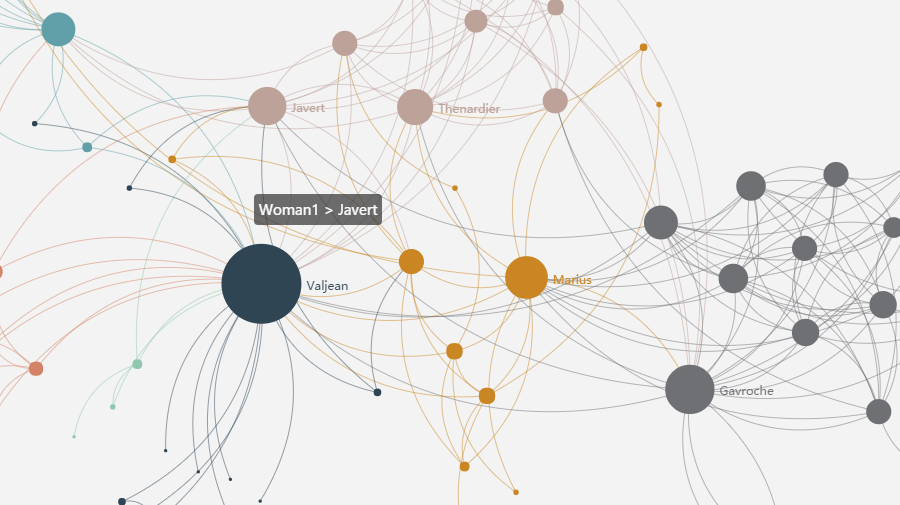 Javert
Thenardier
Woman1 > Javert
Valjean
Marius
Gavroche